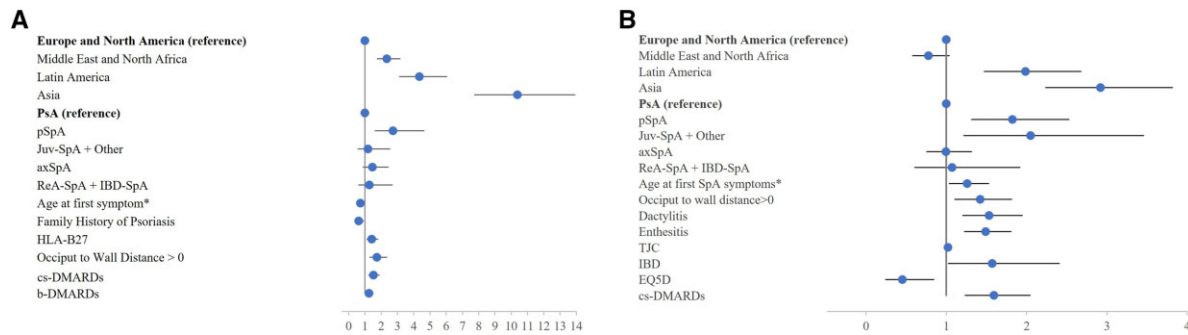 A
Europe and North America (reference)
Middle East and North Africa
Latin America
Asia
PsA (reference)
pSpA
Juv-SpA + Other
axSpA
ReA-SpA + IBD-SpA
Age at first symptom*
Family History of Psoriasis
HLA-B27
Occiput to Wall Distance > 0
cs-DMARDs
b-DMARDs
0 1 2 3 4 5 6 7 8 9 10 11 12 13 14
B
Europe and North America (reference)
Middle East and North Africa
Latin America
Asia
PsA (reference)
pSpA
Juv-SpA + Other
axSpA
ReA-SpA + IBD-SpA
Age at first SpA symptoms*
Occiput to wall distance>0
Dactylitis
Enthesitis
TJC
IBD
EQ5D
cs-DMARDs
0 1 2 3 4